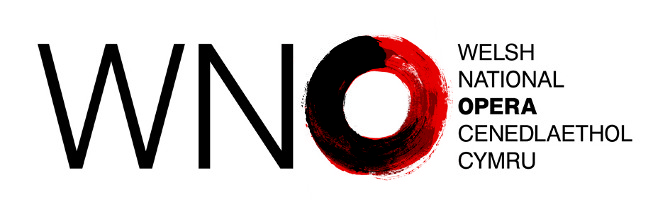 WNO
WELSH
NATIONAL
OPERA
CENEDLAETHOL
CYMRU